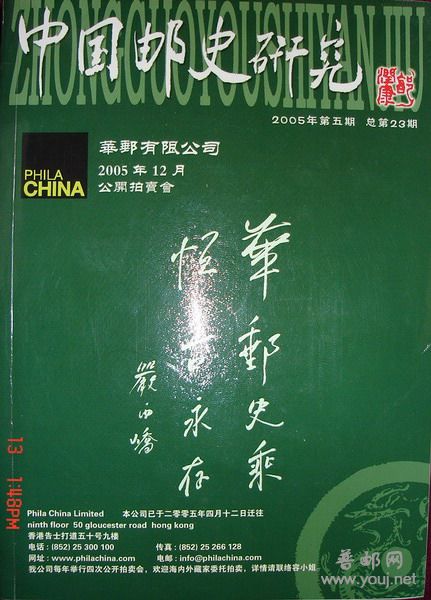 ZHONGGUOYOUSHIYANJIU
中国邮史研究
2005年第五期 总第23期
PHILA
CHINA
華郵有限公司
2005 年 12 月
公開拍賣會
華郵史乘
恒古永存
嚴西嶠
Phila China Limited 本公司已于二零零五年四月十二日迁往
ninth floor 50 gloucester road hong kong
香港告士打道五十号九楼
电话 : (852) 25 300 100 传真 : (852) 25 266 128
网址 : www.philachina.com 电邮 : info@philachina.com
我公司每年举行四次公开拍卖会，欢迎海内外藏家委托拍卖，详情请联络容小姐.
13 1:48PM
普邮网
www.youj.net